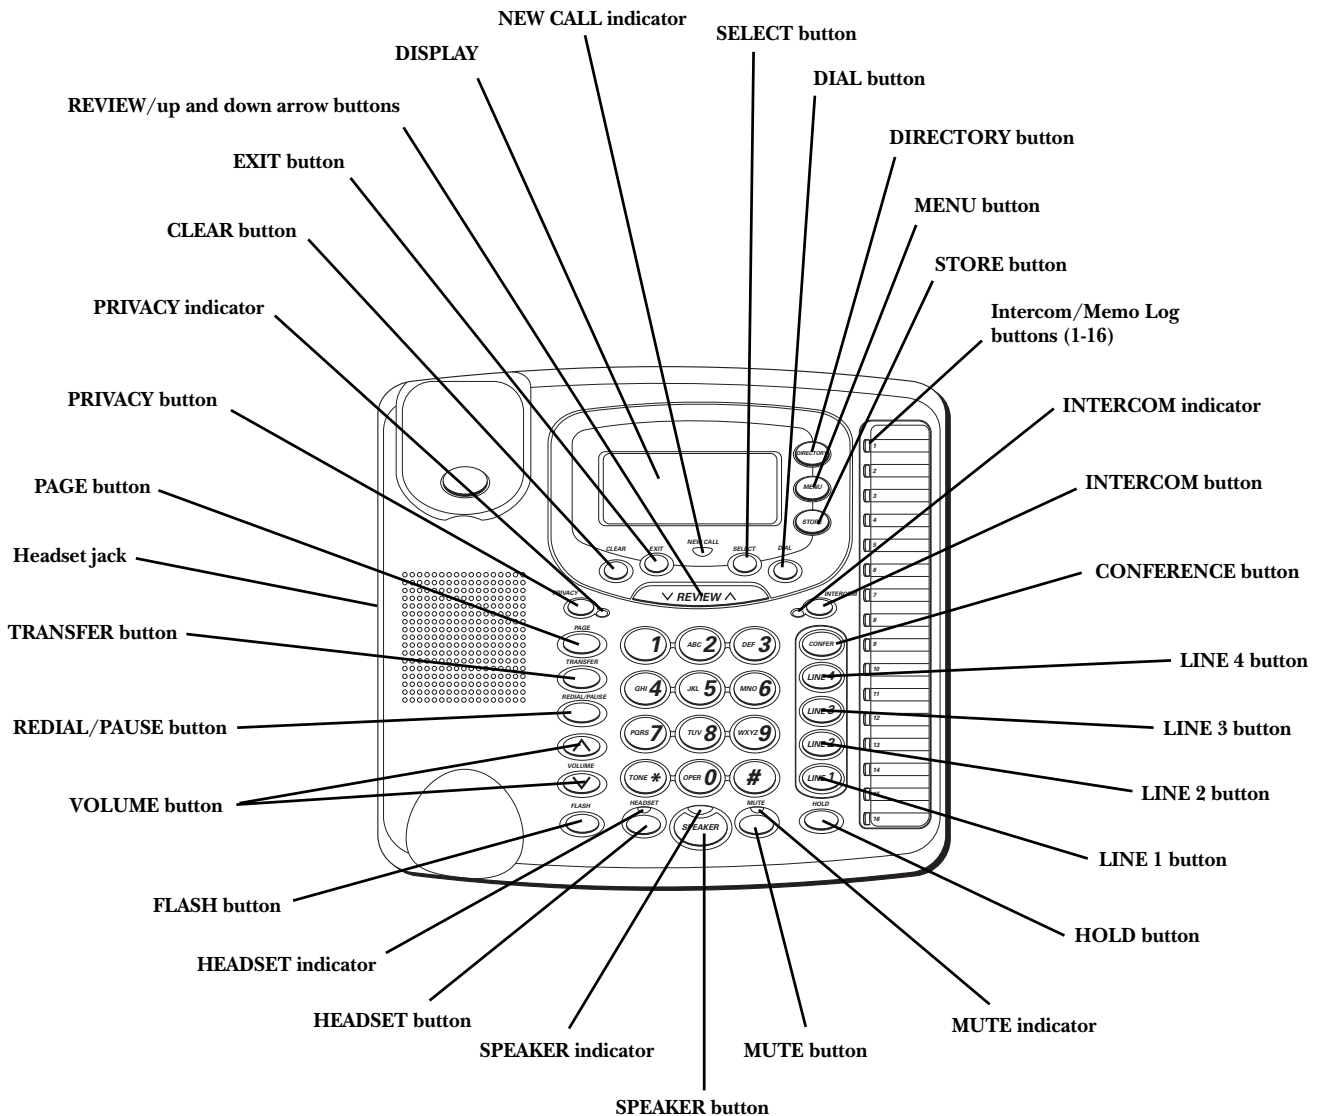 NEW CALL indicator
SELECT button
DISPLAY
DIAL button
REVIEW/up and down arrow buttons
DIRECTORY button
EXIT button
MENU button
CLEAR button
STORE button
PRIVACY indicator
Intercom/Memo Log
buttons (1-16)
PRIVACY button
INTERCOM indicator
PAGE button
INTERCOM button
Headset jack
CONFERENCE button
TRANSFER button
LINE 4 button
REDIAL/PAUSE button
LINE 3 button
VOLUME button
LINE 2 button
LINE 1 button
FLASH button
HOLD button
HEADSET indicator
HEADSET button
MUTE indicator
SPEAKER indicator
MUTE button
SPEAKER button
DIRECTORY
MENU
STORE
CLEAR
EXIT
NEW CALL
SELECT
DIAL
REVIEW
PRIVACY
INTERCOM
PAGE
TRANSFER
REDIAL/PAUSE
VOLUME
FLASH
1
ABC 2
DEF 3
GHI 4
JKL 5
MNO 6
PQRS 7
TUV 8
WXYZ 9
TONE *
OPER 0
#
HEADSET
SPEAKER
MUTE
HOLD
CONFER
LINE 4
LINE 3
LINE 2
LINE 1
1
2
3
4
5
6
7
8
9
10
11
12
13
14
15
16